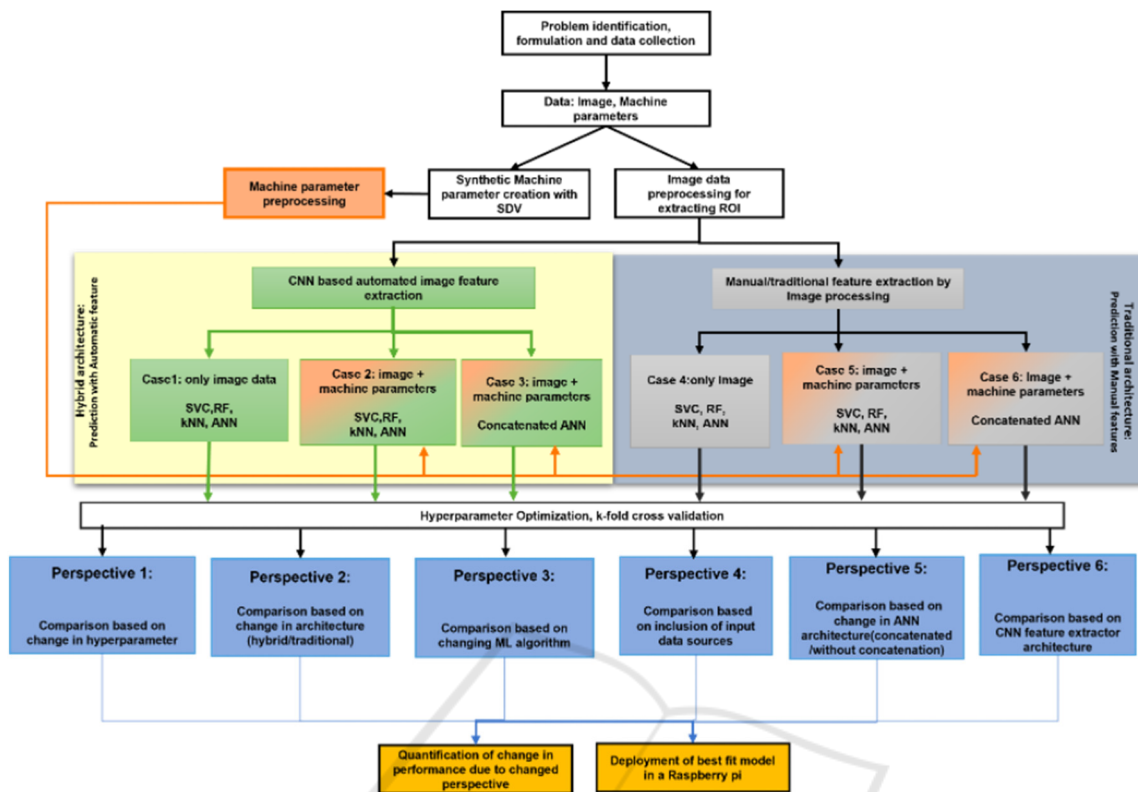 Problem identification,
formulation and data collection
Data: Image, Machine
parameters
Machine parameter
preprocessing
Synthetic Machine
parameter creation with
SDV
Image data
preprocessing for
extracting ROI
Hybrid architecture:
Prediction with Automatic feature
CNN based automated image feature
extraction
Case1: only image data
SVC,RF,
kNN, ANN
Case 2: image +
machine parameters
SVC,RF,
kNN, ANN
Case 3: image +
machine parameters
Concatenated ANN
Manual/traditional feature extraction by
Image processing
Case 4:only Image
SVC, RF,
kNN, ANN
Case 5: image +
machine parameters
SVC, RF,
kNN, ANN
Case 6: Image +
machine parameters
Concatenated ANN
Traditional architecture:
Prediction with Manual features
Hyperparameter Optimization, k-fold cross validation
Perspective 1:
Comparison based on
change in hyperparameter
Perspective 2:
Comparison based on
change in architecture
(hybrid/traditional)
Perspective 3:
Comparison based on
changing ML algorithm
Perspective 4:
Comparison based
on inclusion of input
data sources
Perspective 5:
Comparison based on
change in ANN
architecture(concatenated
/without concatenation)
Perspective 6:
Comparison based on
CNN feature extractor
architecture
Quantification of change in
performance due to changed
perspective
Deployment of best fit model
in a Raspberry pi